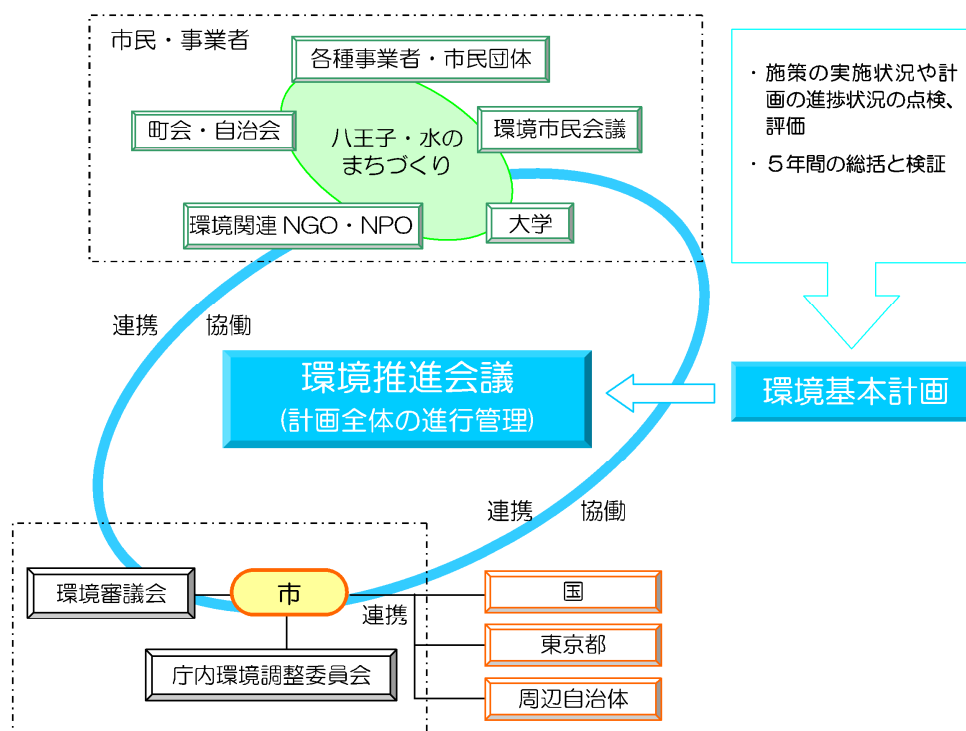 市民・事業者
各種事業者・市民団体
町会・自治会
八王子・水の
まちづくり
環境市民会議
環境関連 NGO・NPO
大学
・ 施策の実施状況や計
画の進捗状況の点検、
評価
・ 5年間の総括と検証
連携 協働
環境推進会議
(計画全体の進行管理)
環境基本計画
連携 協働
環境審議会
市
連携
国
東京都
庁内環境調整委員会
周辺自治体